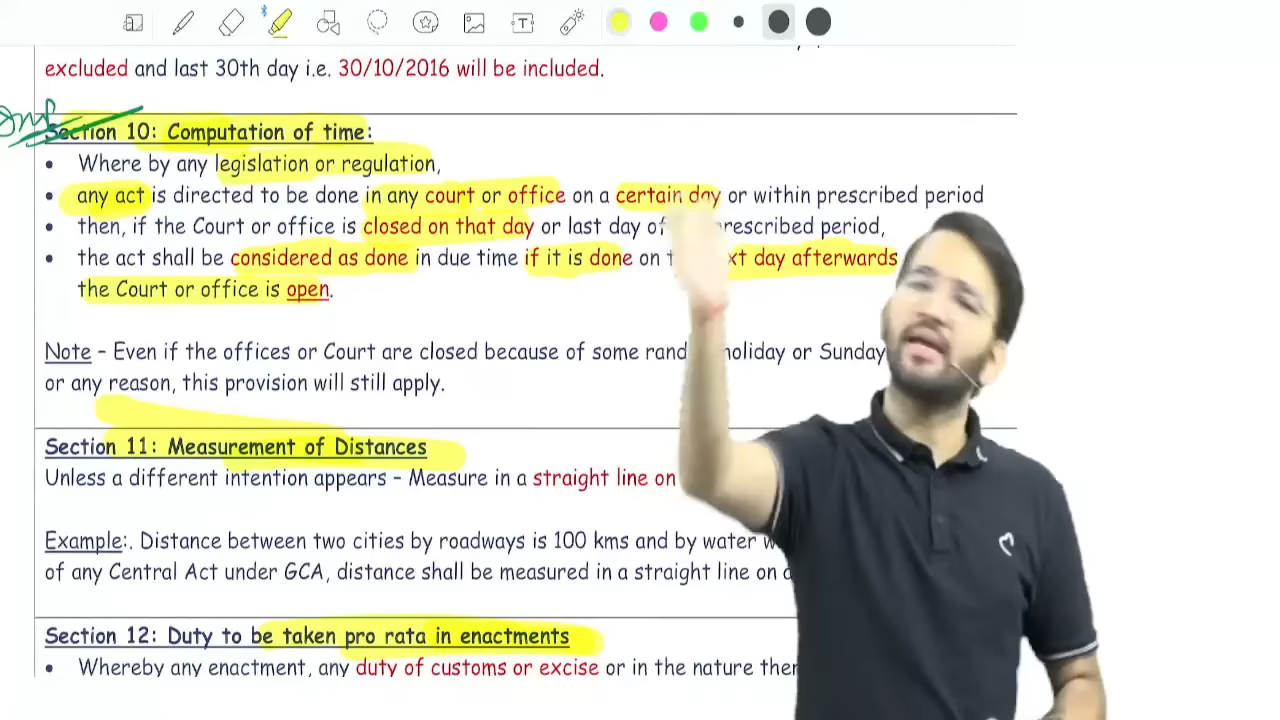 excluded and last 30th day i.e. 30/10/2016 will be included.
Imp
Section 10: Computation of time:
• Where by any legislation or regulation,
• any act is directed to be done in any court or office on a certain day or within prescribed period
• then, if the Court or office is closed on that day or last day of prescribed period,
• the act shall be considered as done in due time if it is done on day afterwards
the Court or office is open.
Note – Even if the offices or Court are closed because of some holiday or Sunday
or any reason, this provision will still apply.
Section 11: Measurement of Distances
Unless a different intention appears – Measure in a straight line on
Example:. Distance between two cities by roadways is 100 kms and by water
of any Central Act under GCA, distance shall be measured in a straight line on
Section 12: Duty to be taken pro rata in enactments
• Whereby any enactment, any duty of customs or excise or in the nature